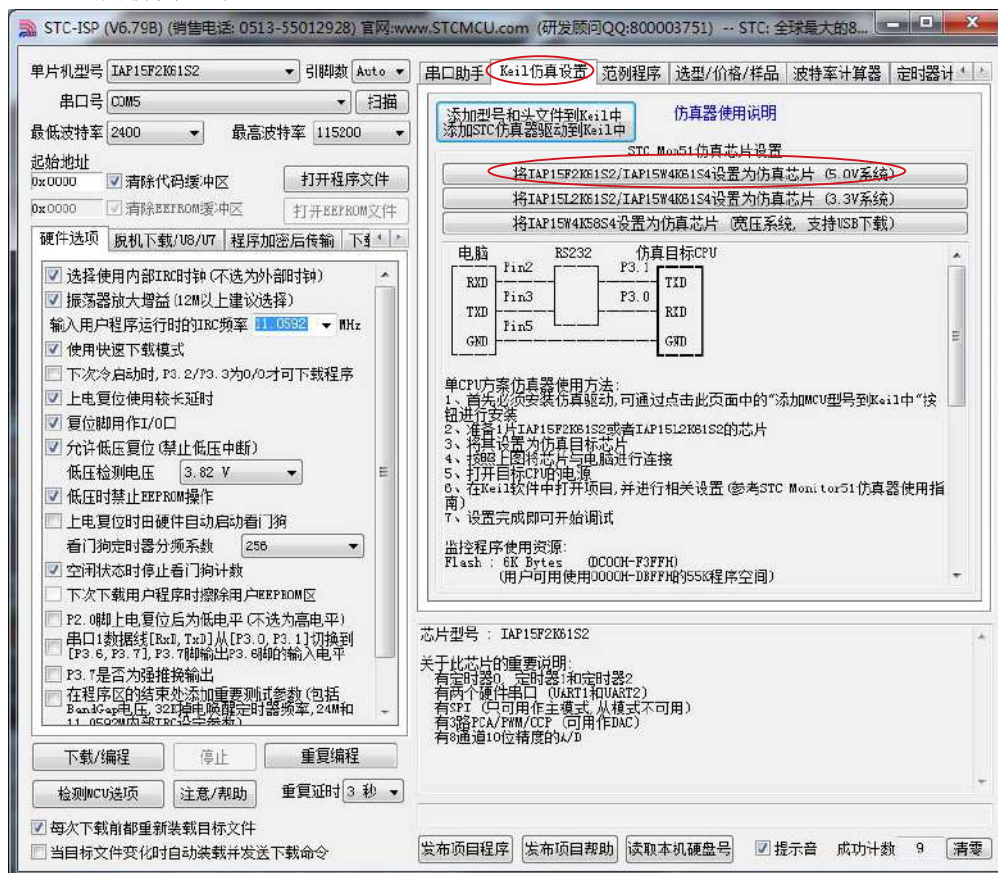 STC-ISP (V6.79B) (销售电话: 0513-55012928) 官网:www.STCMCU.com (研发顾问QQ:800003751) -- STC: 全球最大的8...
单片机型号 IAP15F2K61S2 引脚数 Auto
串口号 COM5 扫描
最低波特率 2400 最高波特率 115200
起始地址
0x0000 清除代码缓冲区 打开程序文件
0x0000 清除EEPROM缓冲区 打开EEPROM文件
硬件选项 脱机下载/U8/U7 程序加密后传输
选择使用内部IRC时钟(不选为外部时钟)
振荡器放大增益(12M以上建议选择)
输入用户程序运行时的IRC频率 11.0592 MHz
使用快速下载模式
下次冷启动时,P3.2/P3.3为0/0才可下载程序
上电复位使用较长延时
复位脚用作I/O口
允许低压复位(禁止低压中断)
低压检测电压 3.82 V
低压时禁止EEPROM操作
上电复位时由硬件自动启动看门狗
看门狗定时器分频系数 256
空闲状态时停止看门狗计数
下次下载用户程序时擦除用户EEPROM区
P2.0脚上电复位后为低电平(不选为高电平)
串口1数据线[RxD,TxD]从[P3.0,P3.1]切换到
[P3.6,P3.7],P3.7脚输出P3.6脚的输入电平
P3.7是否为强推挽输出
在程序区的结束处添加重要测试参数(包括
BandGap电压,32K掉电唤醒定时器频率,24M和
11.0592M内部IRC设定参数)
下载/编程 停止 重复编程
检测MCU选项 注意/帮助 重复延时 3 秒
每次下载前都重新装载目标文件
当目标文件变化时自动装载并发送下载命令
串口助手 Keil仿真设置 范例程序 选型/价格/样品 波特率计算器 定时器计
添加型号和头文件到Keil中
添加STC仿真器驱动到Keil中
仿真器使用说明
STC Mon51仿真芯片设置
将IAP15F2K61S2/IAP15W4K61S4设置为仿真芯片 (5.0V系统)
将IAP15L2K61S2/IAP15W4K61S4设置为仿真芯片 (3.3V系统)
将IAP15W4K58S4设置为仿真芯片 (宽压系统, 支持USB下载)
电脑 RS232 仿真目标CPU
RXD Pin2 P3.1 TXD
TXD Pin3 P3.0 RXD
GND Pin5 GND
单CPU方案仿真器使用方法:
1、首先必须安装仿真驱动,可通过点击此页面中的“添加MCU型号到Keil中”按
钮进行安装
2、准备1片IAP15F2K61S2或者IAP15L2K61S2的芯片
3、将其设置为仿真目标芯片
4、按照上图将芯片与电脑进行连接
5、打开目标CPU的电源
6、在Keil软件中打开项目,并进行相关设置(参考STC Monitor51仿真器使用指
南)
7、设置完成即可开始调试
监控程序使用资源:
Flash : 6K Bytes (DC00H-F3FFH)
(用户可用使用0000H-DBFFH的55K程序空间)
芯片型号 : IAP15F2K61S2
关于此芯片的重要说明:
有定时器0、定时器1和定时器2
有两个硬件串口 (UART1和UART2)
有SPI (只可用作主模式,从模式不可用)
有3路PCA/PWM/CCP (可用作DAC)
有8通道10位精度的A/D
发布项目程序 发布项目帮助 读取本机硬盘号 提示音 成功计数 9 清零